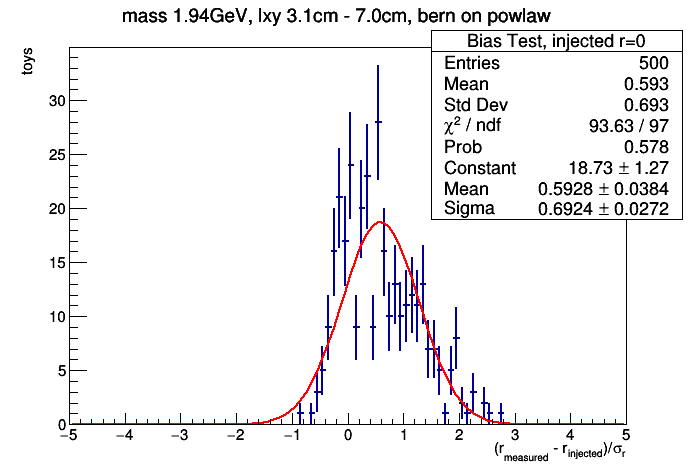 mass 1.94GeV, lxy 3.1cm - 7.0cm, bern on powlaw
toys
Bias Test, injected r=0
Entries 500
Mean 0.593
Std Dev 0.693
χ² / ndf 93.63 / 97
Prob 0.578
Constant 18.73 ± 1.27
Mean 0.5928 ± 0.0384
Sigma 0.6924 ± 0.0272
30
25
20
15
10
5
0
−5 −4 −3 −2 −1 0 1 2 3 4 5
(r_measured - r_injected)/σ_r